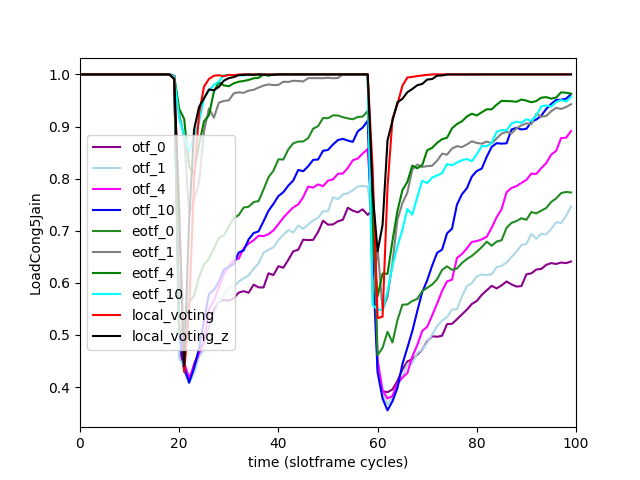 1.0
0.9
0.8
0.7
0.6
0.5
0.4
LoadCong5Jain
otf_0
otf_1
otf_4
otf_10
eotf_0
eotf_1
eotf_4
eotf_10
local_voting
local_voting_z
0 20 40 60 80 100
time (slotframe cycles)